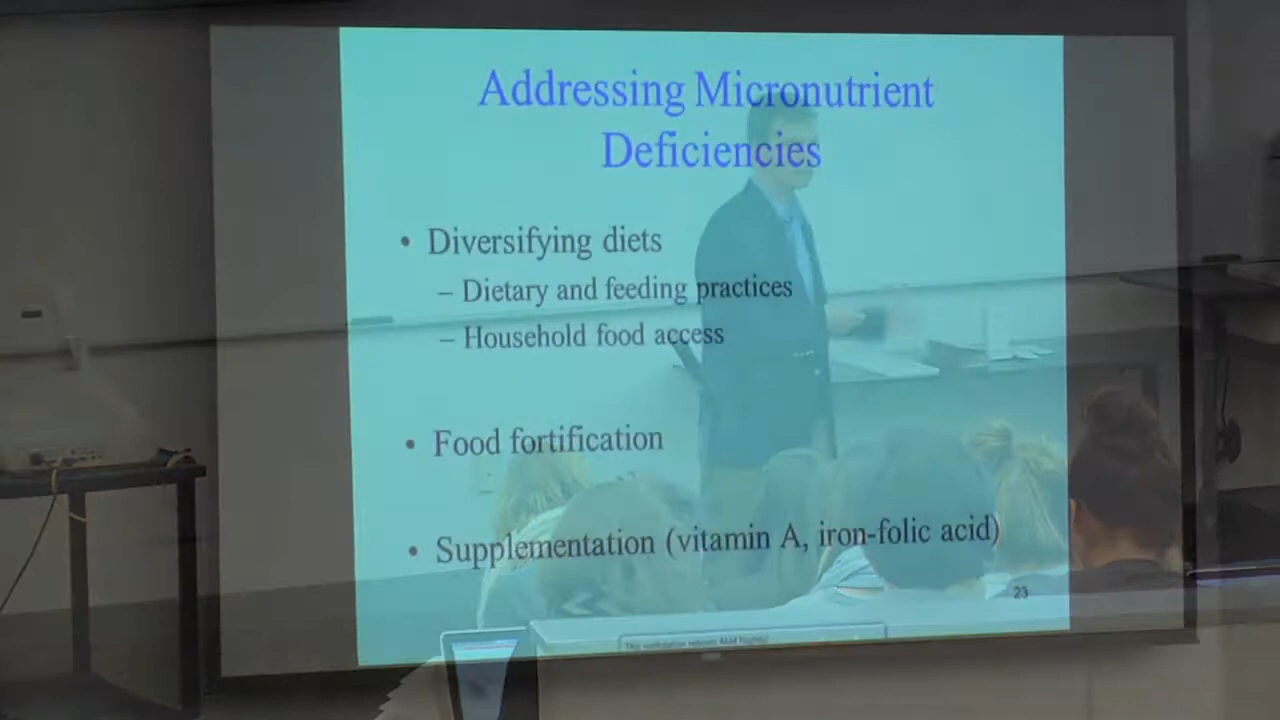 Addressing Micronutrient
Deficiencies
• Diversifying diets
– Dietary and feeding practices
– Household food access
• Food fortification
• Supplementation (vitamin A, iron-folic acid)
23